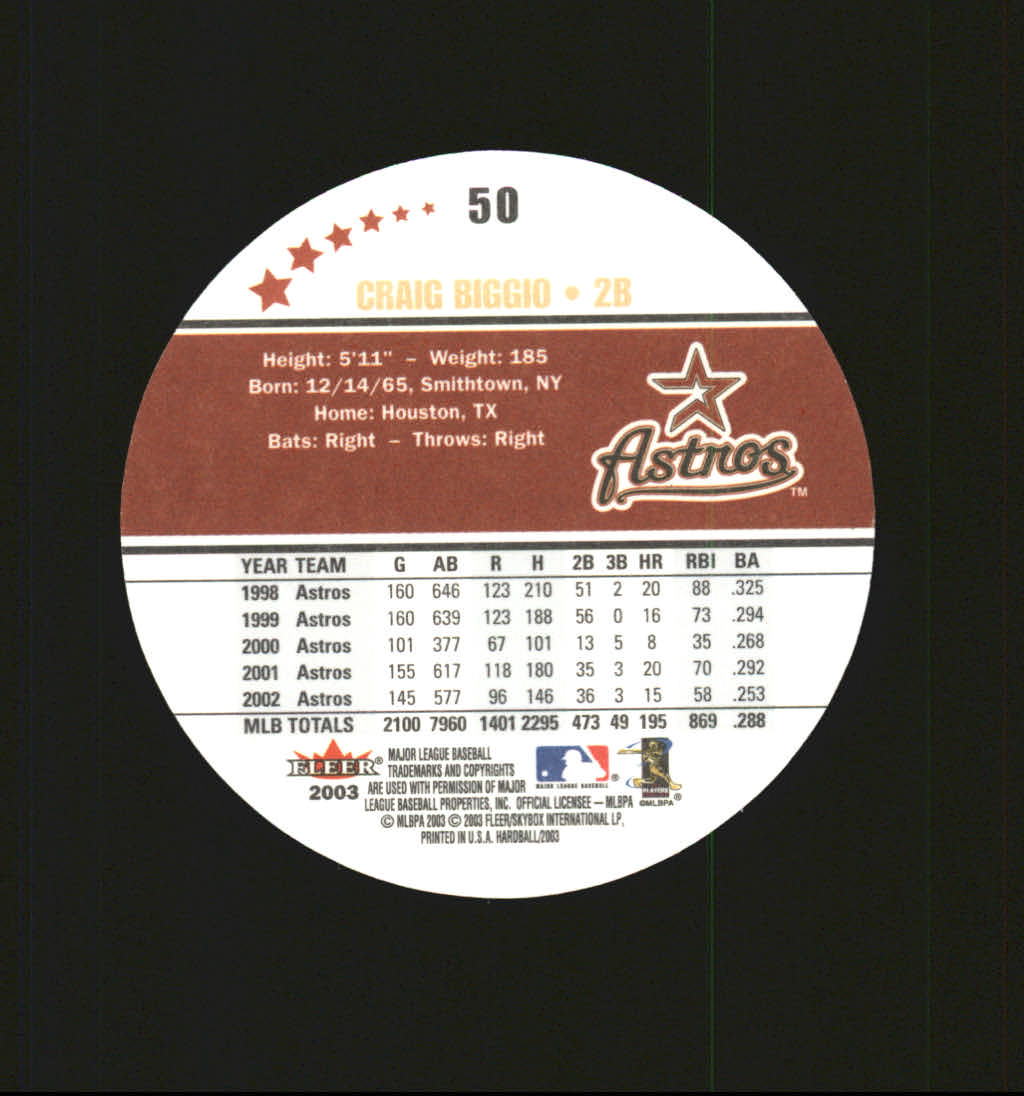 50
CRAIG BIGGIO • 2B
Height: 5'11" – Weight: 185
Born: 12/14/65, Smithtown, NY
Home: Houston, TX
Bats: Right – Throws: Right
Astros TM
YEAR TEAM G AB R H 2B 3B HR RBI BA
1998 Astros 160 646 123 210 51 2 20 88 .325
1999 Astros 160 639 123 188 56 0 16 73 .294
2000 Astros 101 377 67 101 13 5 8 35 .268
2001 Astros 155 617 118 180 35 3 20 70 .292
2002 Astros 145 577 96 146 36 3 15 58 .253
MLB TOTALS 2100 7960 1401 2295 473 49 195 869 .288
FLEER®
2003
MAJOR LEAGUE BASEBALL
TRADEMARKS AND COPYRIGHTS
ARE USED WITH PERMISSION OF MAJOR
LEAGUE BASEBALL PROPERTIES, INC. OFFICIAL LICENSEE — MLBPA
© MLBPA 2003 © 2003 FLEER/SKYBOX INTERNATIONAL LP,
PRINTED IN U.S.A. HARDBALL/2003
MAJOR LEAGUE BASEBALL ®
PLAYERS
©MLBPA ®